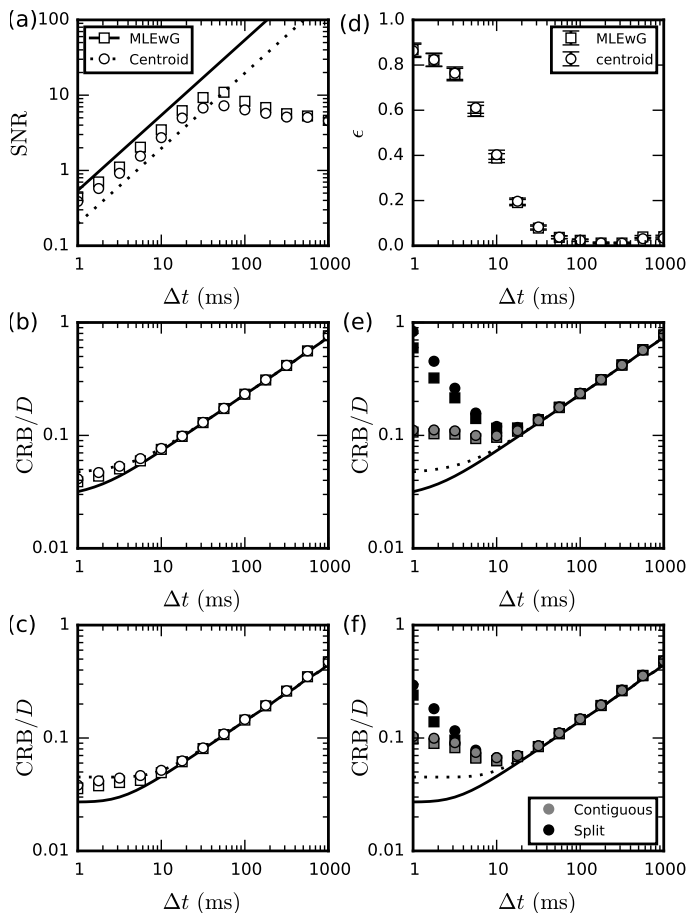 (a)
100
10
1
0.1
SNR
MLEwG
Centroid
1 10 100 1000
Δt (ms)
(d)
1.0
0.8
0.6
0.4
0.2
0.0
ϵ
MLEwG
centroid
1 10 100 1000
Δt (ms)
(b)
1
0.1
0.01
CRB/D
1 10 100 1000
Δt (ms)
(e)
1
0.1
0.01
CRB/D
1 10 100 1000
Δt (ms)
(c)
1
0.1
0.01
CRB/D
1 10 100 1000
Δt (ms)
(f)
1
0.1
0.01
CRB/D
Contiguous
Split
1 10 100 1000
Δt (ms)